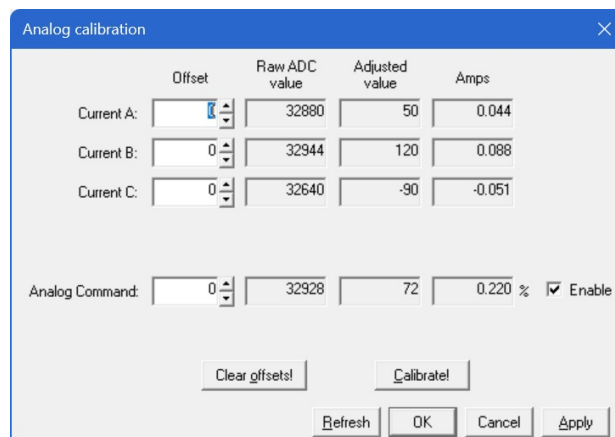 Analog calibration
Offset
Raw ADC value
Adjusted value
Amps
Current A: 0 32880 50 0.044
Current B: 0 32944 120 0.088
Current C: 0 32640 -90 -0.051
Analog Command: 0 32928 72 0.220 % Enable
Clear offsets! Calibrate!
Refresh OK Cancel Apply